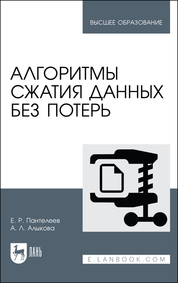 ВЫСШЕЕ ОБРАЗОВАНИЕ
АЛГОРИТМЫ
СЖАТИЯ ДАННЫХ
БЕЗ ПОТЕРЬ
Е. Р. Пантелеев
А. Л. Алыкова
ЛАНЬ
E.LANBOOK.COM